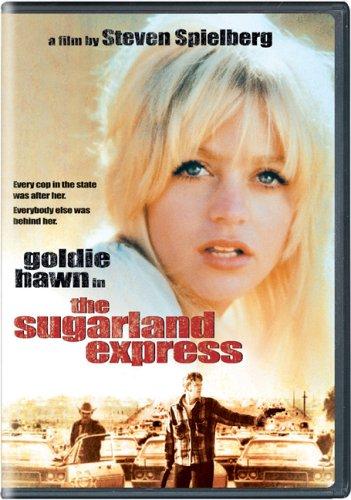 a film by Steven Spielberg
Every cop in the state
was after her.
Everybody else was
behind her.
goldie
hawn in
the
sugarland
express